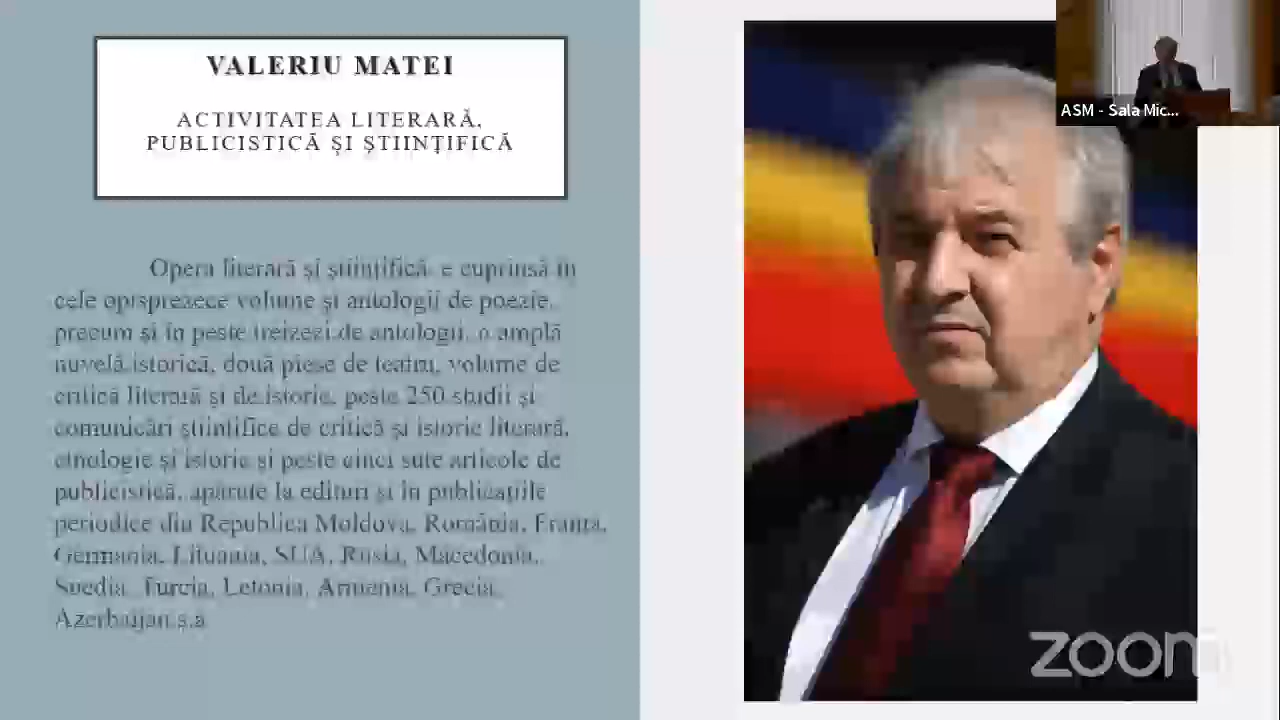 VALERIU MATEI
ACTIVITATEA LITERARĂ,
PUBLICISTICĂ ȘI ȘTIINȚIFICĂ
Opera literară și științifică e cuprinsă în
cele optsprezece volume și antologii de poezie,
precum și în peste treizeci de antologii, o amplă
nuvelă istorică, două piese de teatru, volume de
critică literară și de istorie, peste 250 studii și
comunicări științifice de critică și istorie literară,
etnologie și istorie și peste cinci sute articole de
publicistică, apărute la edituri și în publicațiile
periodice din Republica Moldova, România, Franța,
Germania, Lituania, SUA, Rusia, Macedonia,
Suedia, Turcia, Letonia, Armenia, Grecia,
Azerbaijan ș.a
ASM - Sala Mic...
zoom